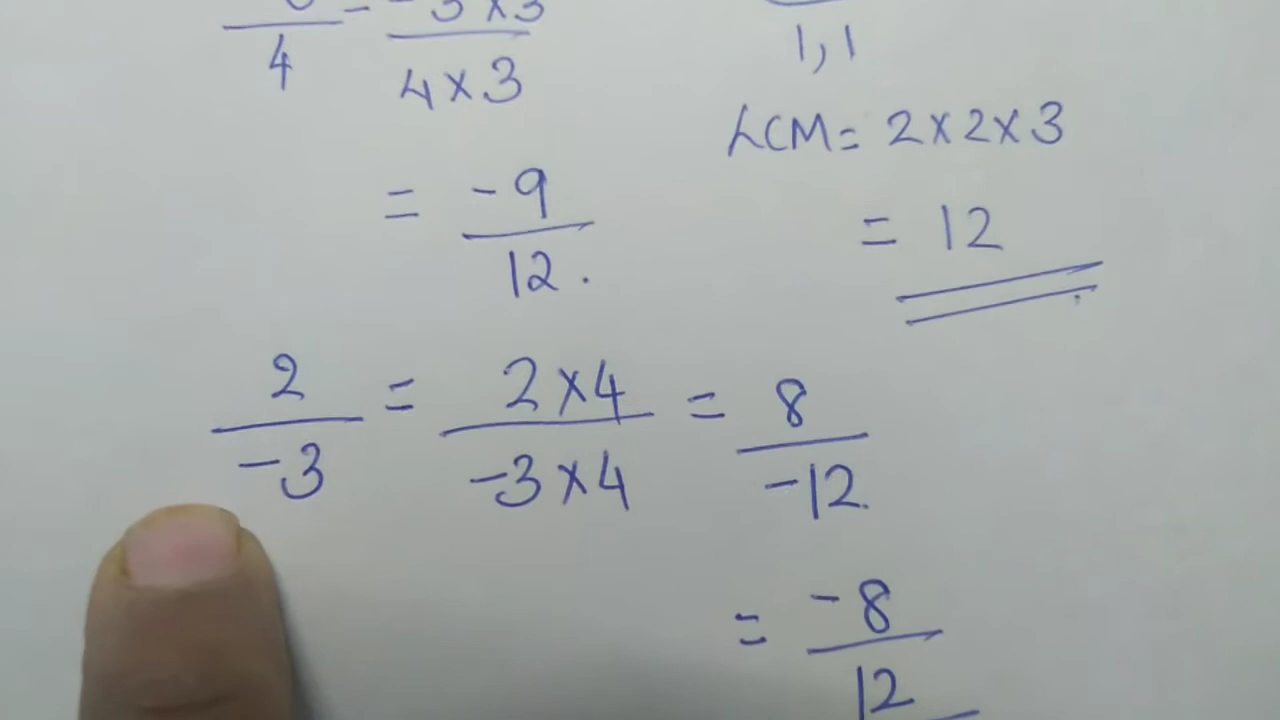 4 = 4×3
1, 1
LCM = 2×2×3
= -9/12.
= 12
2/-3 = 2×4/-3×4 = 8/-12
= -8/12